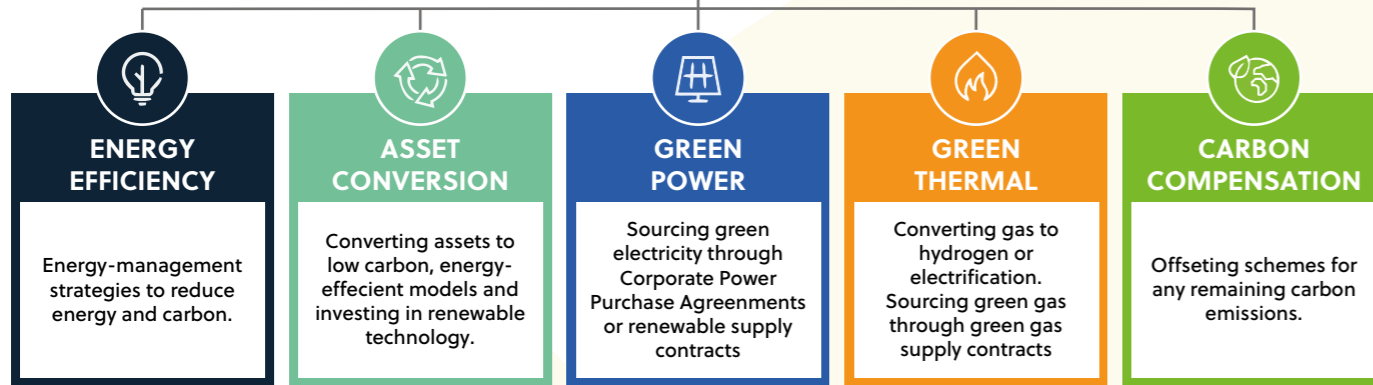 ENERGY
EFFICIENCY
Energy-management
strategies to reduce
energy and carbon.
ASSET
CONVERSION
Converting assets to
low carbon, energy-
effecient models and
investing in renewable
technology.
GREEN
POWER
Sourcing green
electricity through
Corporate Power
Purchase Agreenments
or renewable supply
contracts
GREEN
THERMAL
Converting gas to
hydrogen or
electrification.
Sourcing green gas
through green gas
supply contracts
CARBON
COMPENSATION
Offseting schemes for
any remaining carbon
emissions.